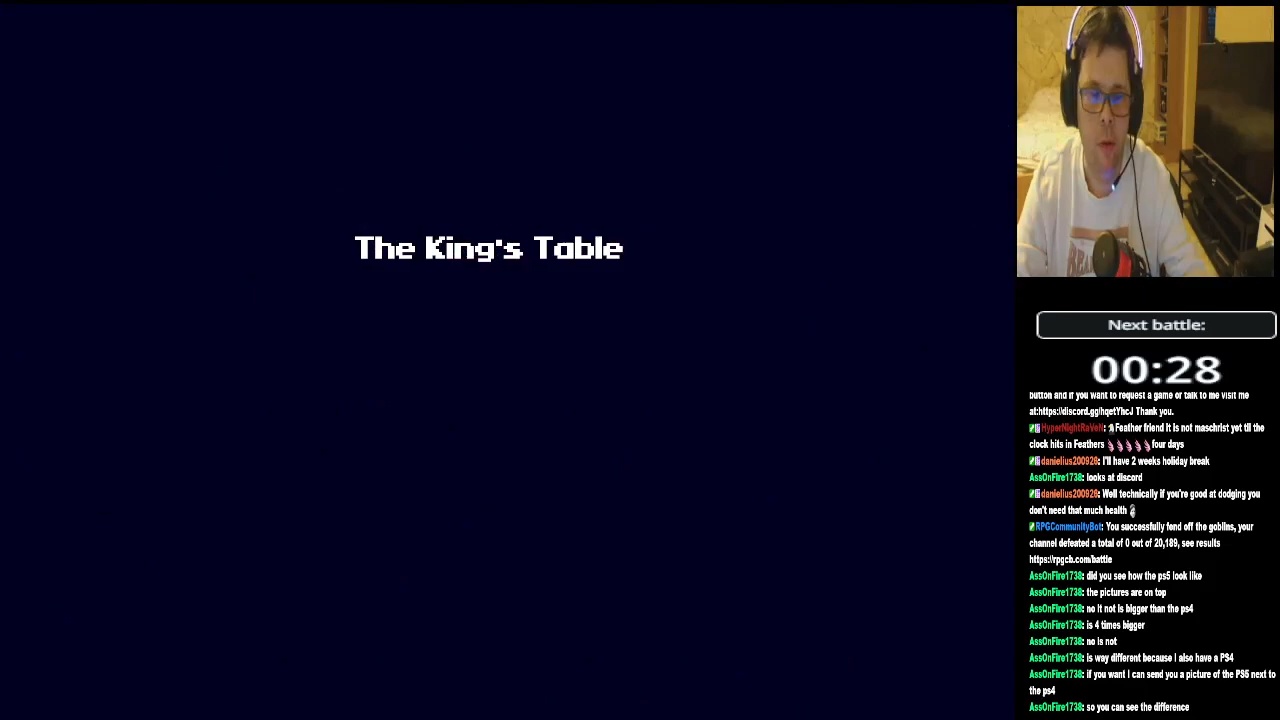 The King's Table
Next battle:
00:28
button and if you want to request a game or talk to me visit me
at:https://discord.gg/hqetYhcJ Thank you.
HyperNightRaVeN: Feather friend it is not maschrist yet til the
clock hits in Feathers four days
danielius200926: I'll have 2 weeks holiday break
AssOnFire1738: looks at discord
danielius200926: Well technically if you're good at dodging you
don't need that much health
RPGCommunityBot: You successfully fend off the goblins, your
channel defeated a total of 0 out of 20,189, see results
https://rpgcb.com/battle
AssOnFire1738: did you see how the ps5 look like
AssOnFire1738: the pictures are on top
AssOnFire1738: no it not is bigger than the ps4
AssOnFire1738: is 4 times bigger
AssOnFire1738: no is not
AssOnFire1738: is way different because I also have a PS4
AssOnFire1738: if you want I can send you a picture of the PS5 next to
the ps4
AssOnFire1738: so you can see the difference